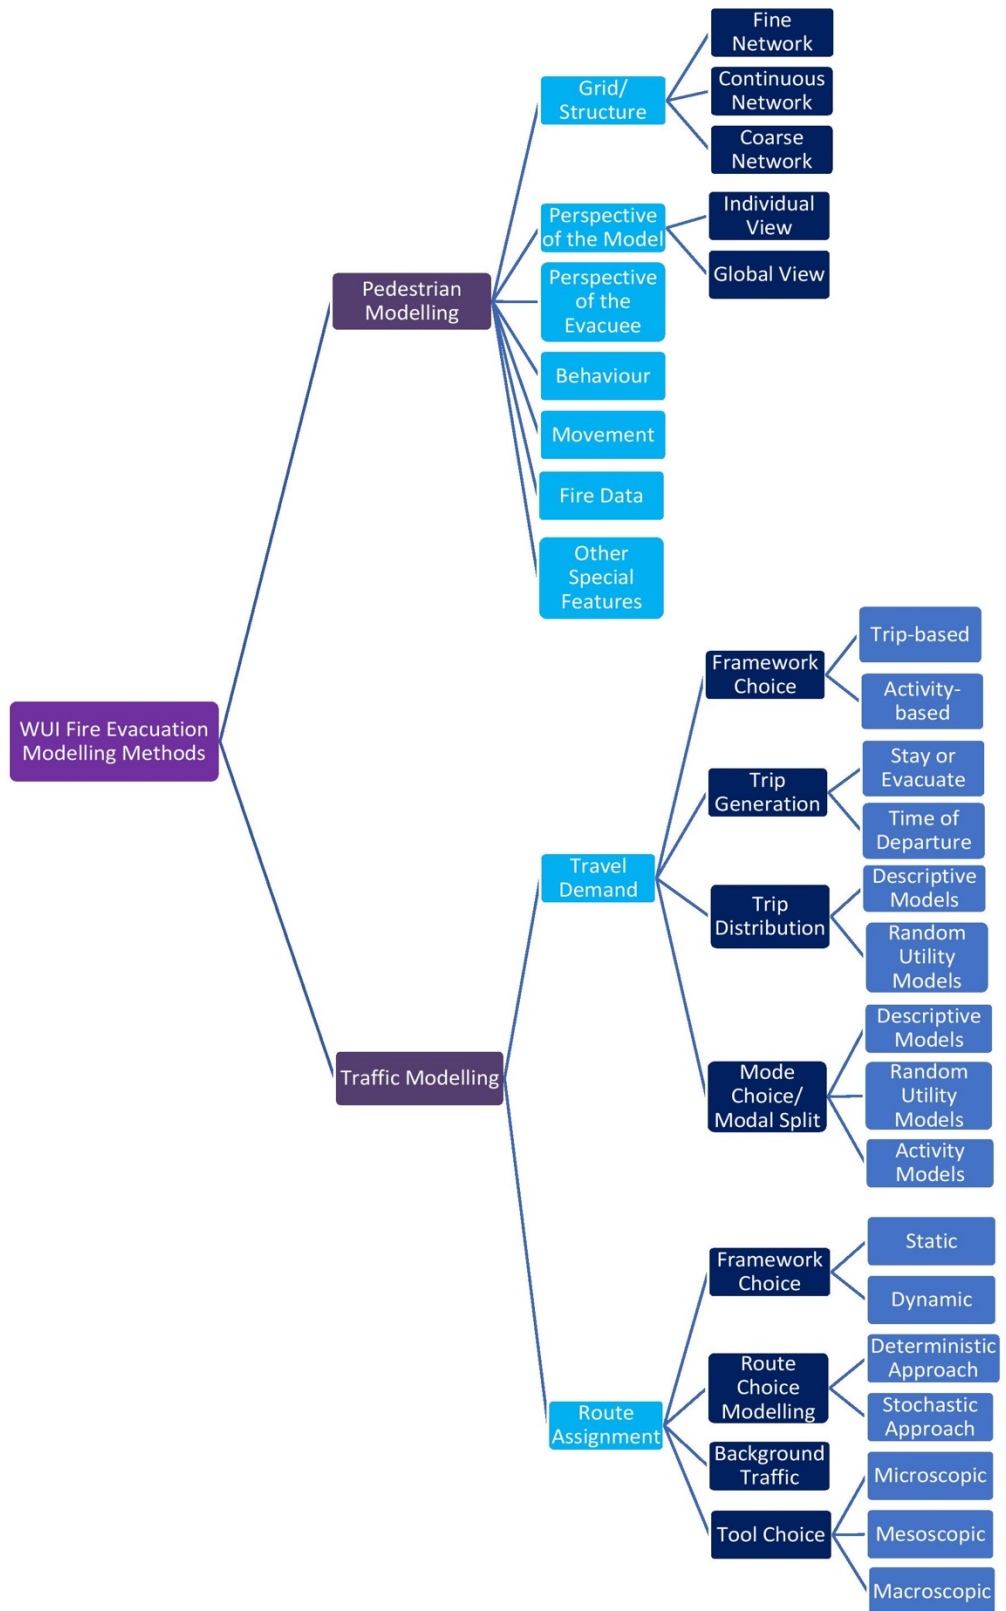 WUI Fire Evacuation
Modelling Methods
Pedestrian
Modelling
Grid/
Structure
Fine
Network
Continuous
Network
Coarse
Network
Perspective
of the Model
Individual
View
Global View
Perspective
of the
Evacuee
Behaviour
Movement
Fire Data
Other
Special
Features
Traffic Modelling
Travel
Demand
Framework
Choice
Trip-based
Activity-
based
Trip
Generation
Stay or
Evacuate
Time of
Departure
Trip
Distribution
Descriptive
Models
Random
Utility
Models
Mode
Choice/
Modal Split
Descriptive
Models
Random
Utility
Models
Activity
Models
Route
Assignment
Framework
Choice
Static
Dynamic
Route
Choice
Modelling
Deterministic
Approach
Stochastic
Approach
Background
Traffic
Tool Choice
Microscopic
Mesoscopic
Macroscopic